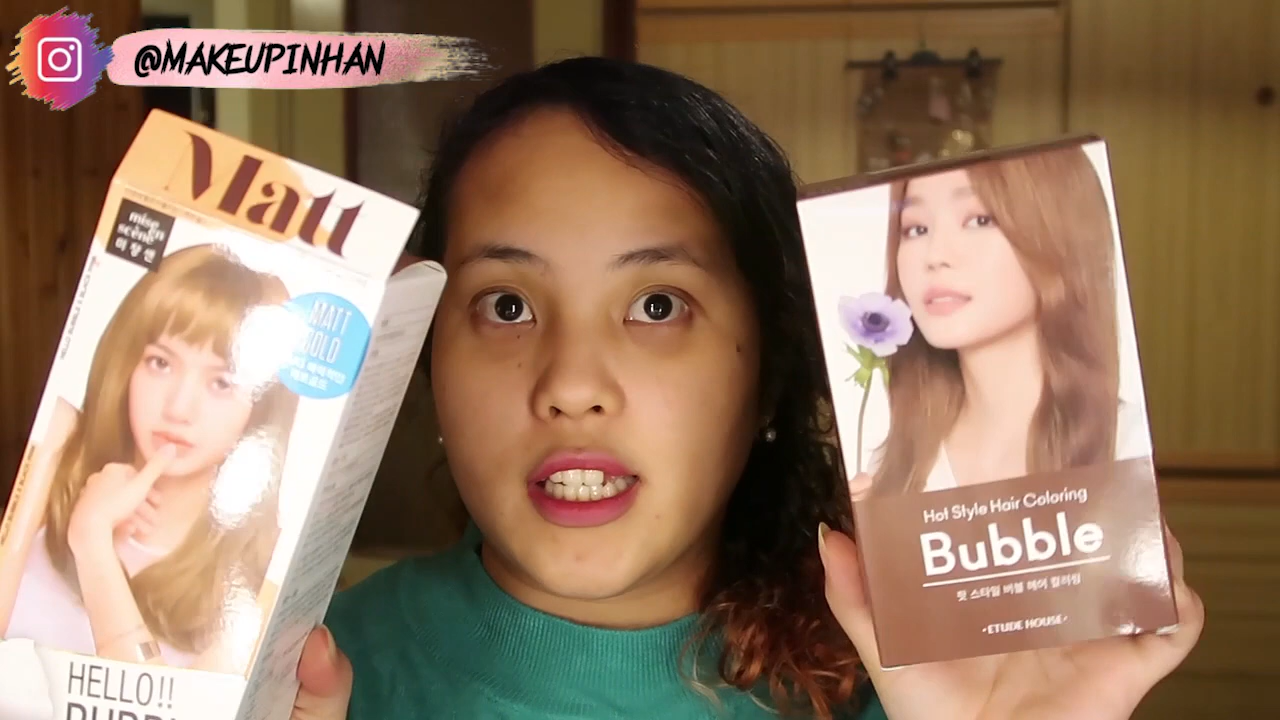 @MAKEUPINHAN
Matt
mise
en
scène
미쟝센
MATT
GOLD
HELLO!!
Hot Style Hair Coloring
Bubble
핫 스타일 버블 헤어 컬러링
ETUDE HOUSE